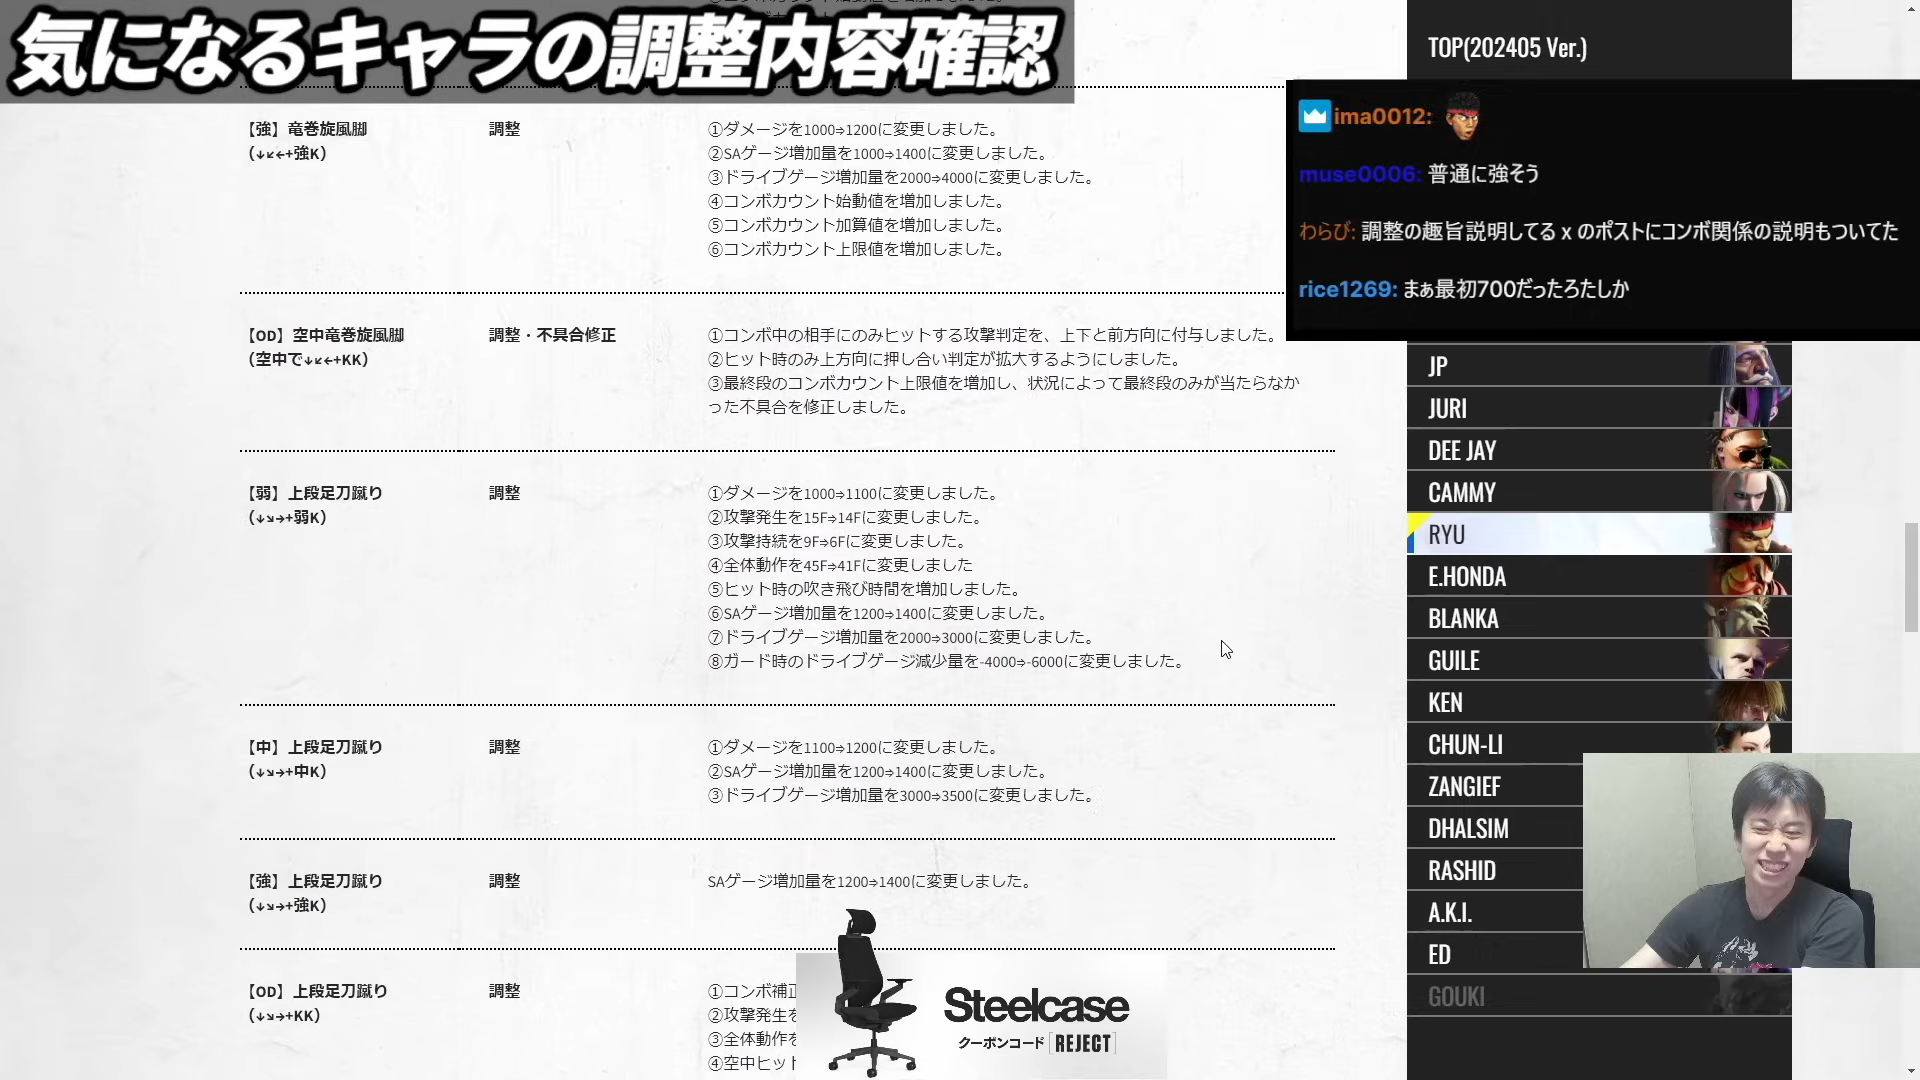 気になるキャラの調整内容確認
【強】竜巻旋風脚
(↓↙←+強K)
調整
①ダメージを1000⇒1200に変更しました。
②SAゲージ増加量を1000⇒1400に変更しました。
③ドライブゲージ増加量を2000⇒4000に変更しました。
④コンボカウント始動値を増加しました。
⑤コンボカウント加算値を増加しました。
⑥コンボカウント上限値を増加しました。
【OD】空中竜巻旋風脚
(空中で↓↙←+KK)
調整・不具合修正
①コンボ中の相手にのみヒットする攻撃判定を、上下と前方向に付与しました。
②ヒット時のみ上方向に押し合い判定が拡大するようにしました。
③最終段のコンボカウント上限値を増加し、状況によって最終段のみが当たらなか
った不具合を修正しました。
【弱】上段足刀蹴り
(↓↘→+弱K)
調整
①ダメージを1000⇒1100に変更しました。
②攻撃発生を15F⇒14Fに変更しました。
③攻撃持続を9F⇒6Fに変更しました。
④全体動作を45F⇒41Fに変更しました
⑤ヒット時の吹き飛び時間を増加しました。
⑥SAゲージ増加量を1200⇒1400に変更しました。
⑦ドライブゲージ増加量を2000⇒3000に変更しました。
⑧ガード時のドライブゲージ減少量を-4000⇒-6000に変更しました。
【中】上段足刀蹴り
(↓↘→+中K)
調整
①ダメージを1100⇒1200に変更しました。
②SAゲージ増加量を1200⇒1400に変更しました。
③ドライブゲージ増加量を3000⇒3500に変更しました。
【強】上段足刀蹴り
(↓↘→+強K)
調整
SAゲージ増加量を1200⇒1400に変更しました。
【OD】上段足刀蹴り
(↓↘→+KK)
調整
①コンボ補正
②攻撃発生を
③全体動作を
④空中ヒット
Steelcase
クーポンコード [REJECT]
TOP(202405 Ver.)
ima0012:
muse0006: 普通に強そう
わらび: 調整の趣旨説明してる x のポストにコンボ関係の説明もついてた
rice1269: まぁ最初700だったろたしか
JP
JURI
DEE JAY
CAMMY
RYU
E.HONDA
BLANKA
GUILE
KEN
CHUN-LI
ZANGIEF
DHALSIM
RASHID
A.K.I.
ED
GOUKI